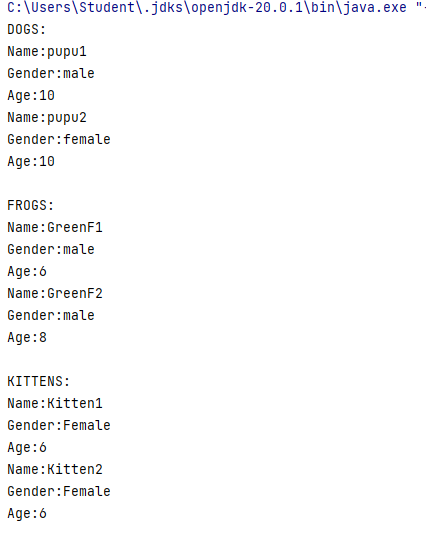 C:\Users\Student\.jdks\openjdk-20.0.1\bin\java.exe "-
DOGS:
Name:pupu1
Gender:male
Age:10
Name:pupu2
Gender:female
Age:10
FROGS:
Name:GreenF1
Gender:male
Age:6
Name:GreenF2
Gender:male
Age:8
KITTENS:
Name:Kitten1
Gender:Female
Age:6
Name:Kitten2
Gender:Female
Age:6